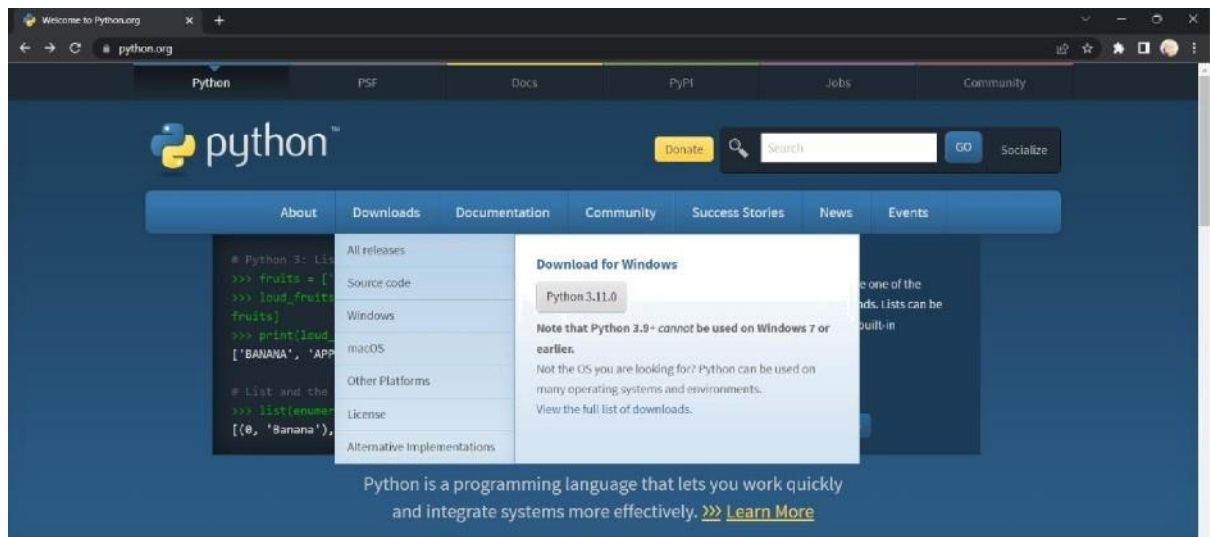 Welcome to Python.org
python.org
Python PSF Docs PyPI Jobs Community
python™
Donate Search GO Socialize
About Downloads Documentation Community Success Stories News Events
All releases
Source code
Windows
macOS
Other Platforms
License
Alternative Implementations
Download for Windows
Python 3.11.0
Note that Python 3.9+ cannot be used on Windows 7 or
earlier.
Not the OS you are looking for? Python can be used on
many operating systems and environments.
View the full list of downloads.
# Python 3: Lis
>>> fruits = ['
>>> loud_fruits
fruits]
>>> print(loud_
['BANANA', 'APP
# List and the
>>> list(enumer
[(0, 'Banana'),
e one of the
nds. Lists can be
built-in
Python is a programming language that lets you work quickly
and integrate systems more effectively. >>> Learn More